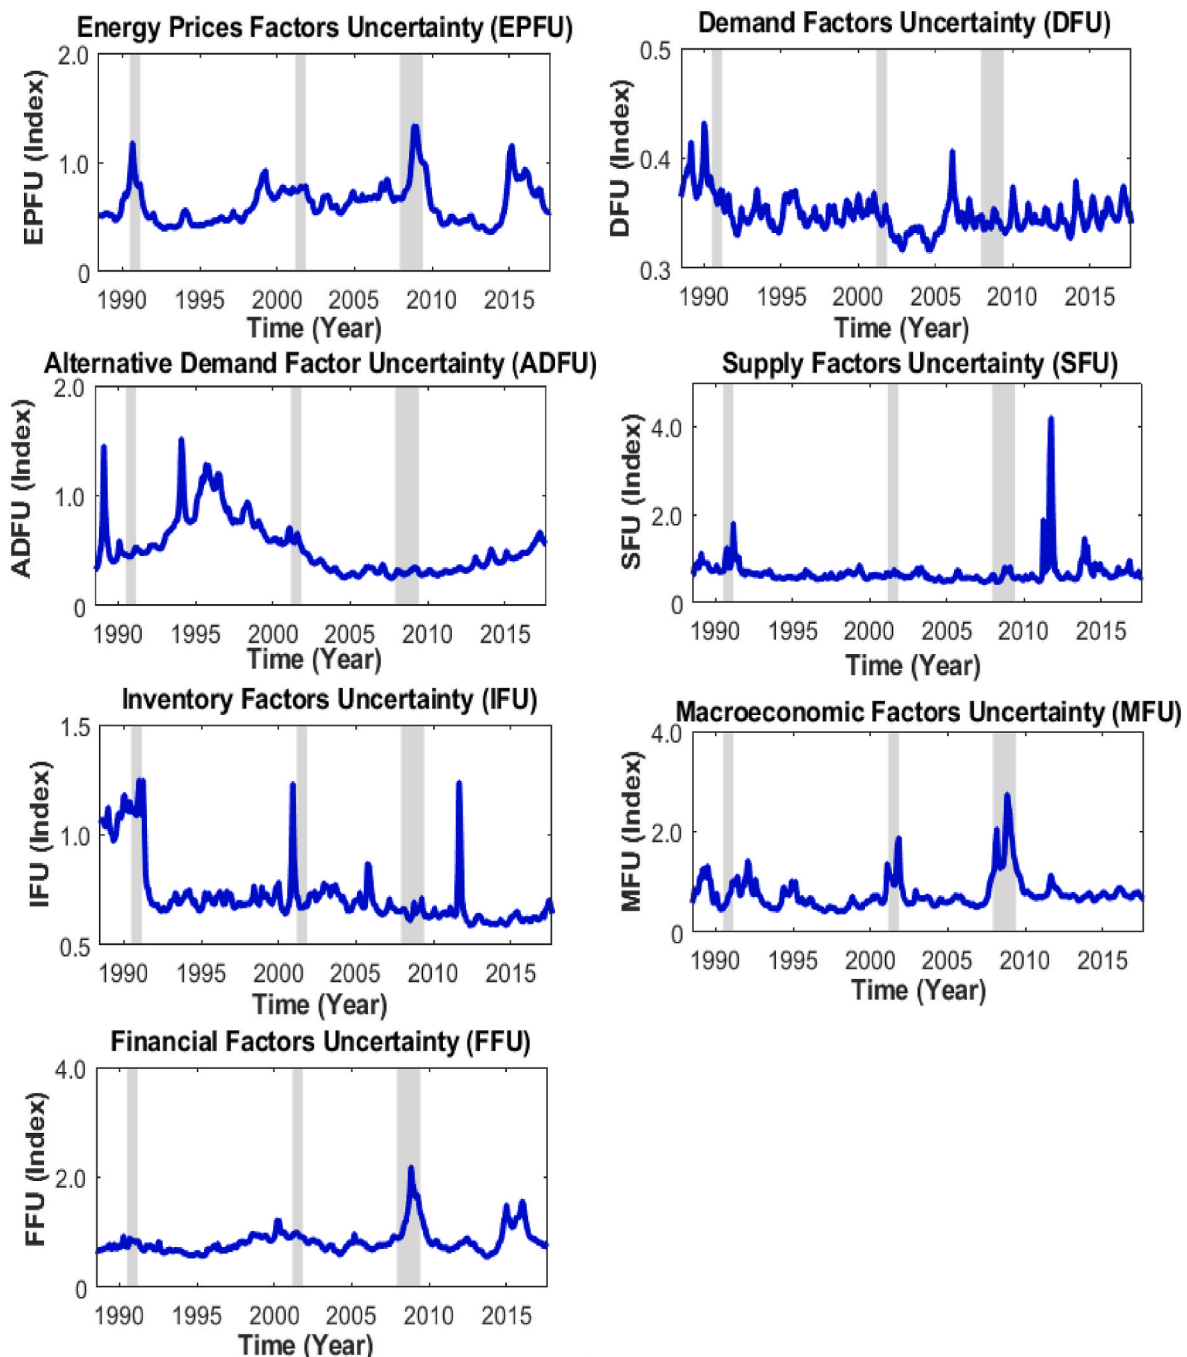 Energy Prices Factors Uncertainty (EPFU)
2.0
1.0
0
EPFU (Index)
1990 1995 2000 2005 2010 2015
Time (Year)
Demand Factors Uncertainty (DFU)
0.5
0.4
0.3
DFU (Index)
1990 1995 2000 2005 2010 2015
Time (Year)
Alternative Demand Factor Uncertainty (ADFU)
2.0
1.0
0
ADFU (Index)
1990 1995 2000 2005 2010 2015
Time (Year)
Supply Factors Uncertainty (SFU)
4.0
2.0
0
SFU (Index)
1990 1995 2000 2005 2010 2015
Time (Year)
Inventory Factors Uncertainty (IFU)
1.5
1.0
0.5
IFU (Index)
1990 1995 2000 2005 2010 2015
Time (Year)
Macroeconomic Factors Uncertainty (MFU)
4.0
2.0
0
MFU (Index)
1990 1995 2000 2005 2010 2015
Time (Year)
Financial Factors Uncertainty (FFU)
4.0
2.0
0
FFU (Index)
1990 1995 2000 2005 2010 2015
Time (Year)